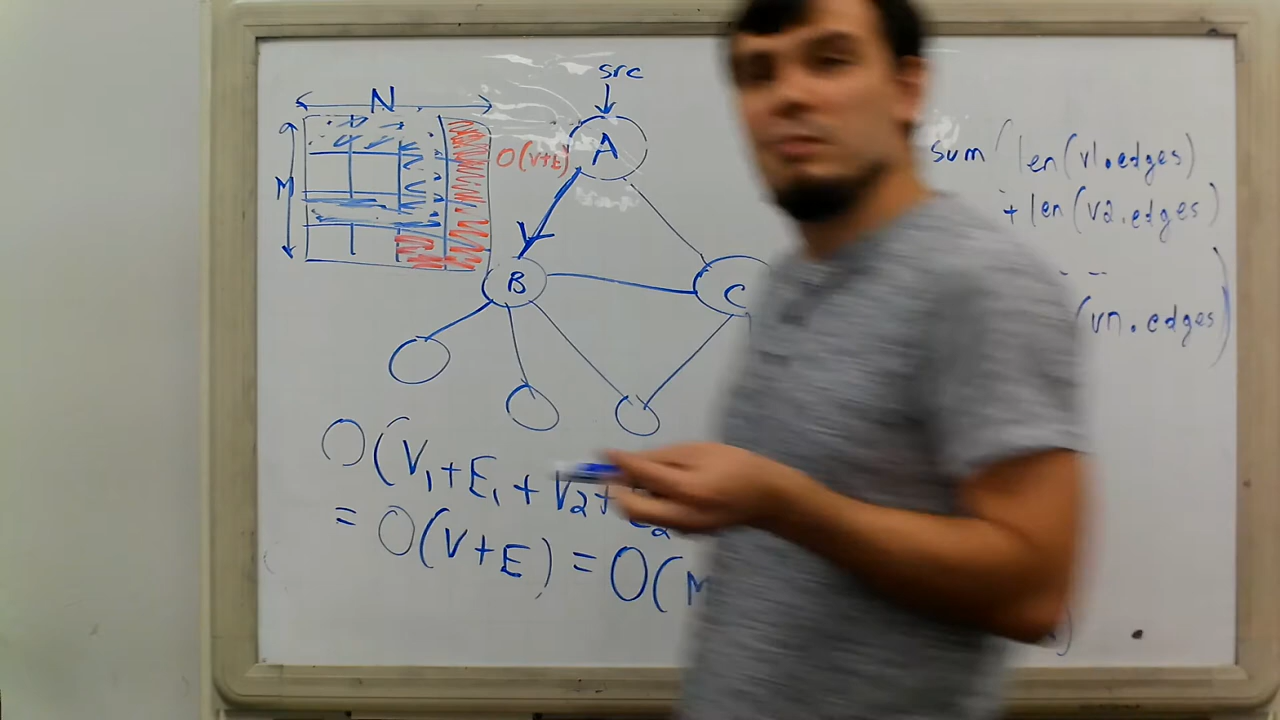 N
src
M
O(V+E)
A
B
C
sum ( len(v1.edges)
+ len(v2.edges)
-- --
(vn.edges) )
O(V₁+E₁+V₂+E₂
= O(V+E) = O(M
)